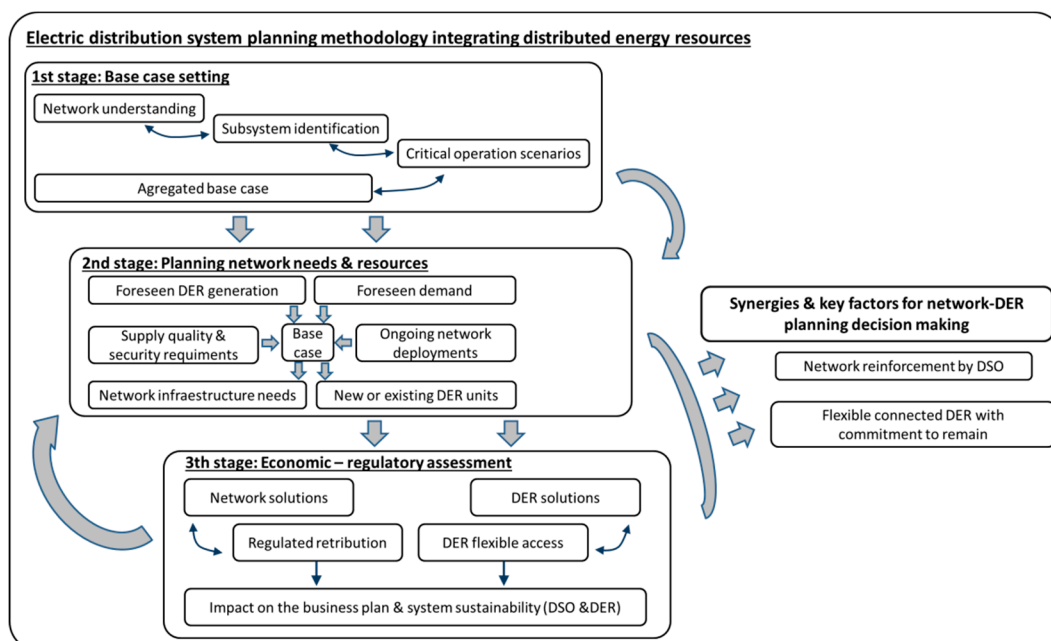 Electric distribution system planning methodology integrating distributed energy resources
1st stage: Base case setting
Network understanding
Subsystem identification
Critical operation scenarios
Agregated base case
2nd stage: Planning network needs & resources
Foreseen DER generation
Foreseen demand
Supply quality &
security requiments
Base
case
Ongoing network
deployments
Network infraestructure needs
New or existing DER units
3th stage: Economic – regulatory assessment
Network solutions
DER solutions
Regulated retribution
DER flexible access
Impact on the business plan & system sustainability (DSO &DER)
Synergies & key factors for network-DER
planning decision making
Network reinforcement by DSO
Flexible connected DER with
commitment to remain